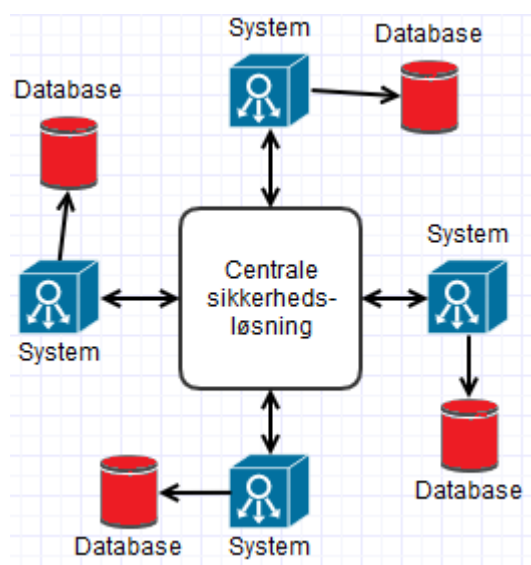 System
Database
Database
System
Centrale
sikkerheds-
løsning
System
Database
Database
System